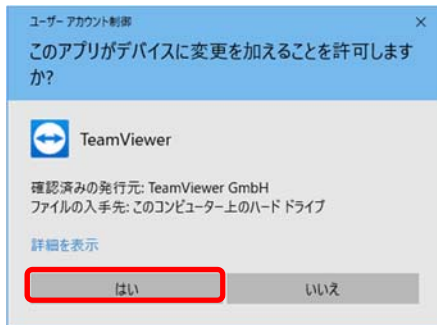 ユーザー アカウント制御
このアプリがデバイスに変更を加えることを許可します
か?
TeamViewer
確認済みの発行元: TeamViewer GmbH
ファイルの入手先: このコンピューター上のハード ドライブ
詳細を表示
はい
いいえ